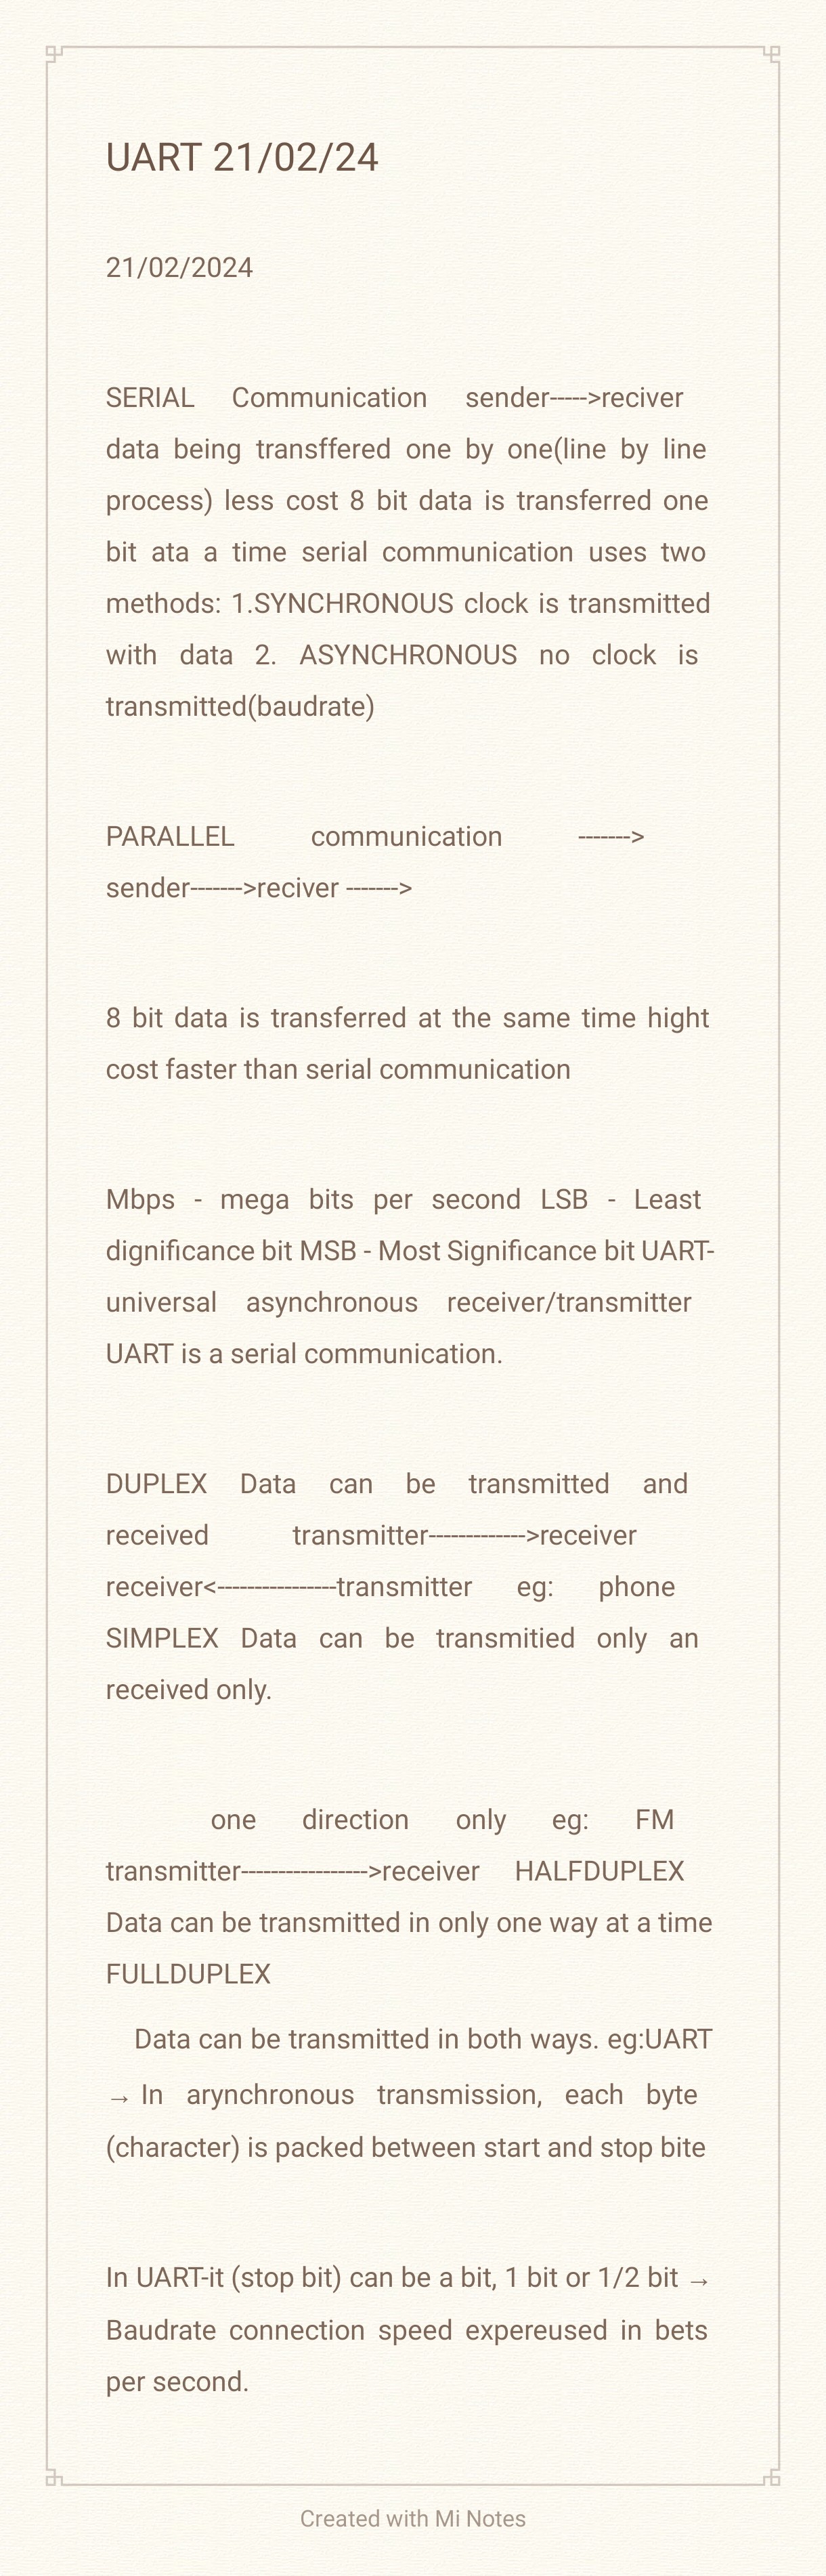 UART 21/02/24
21/02/2024
SERIAL Communication sender----->reciver
data being transffered one by one(line by line
process) less cost 8 bit data is transferred one
bit ata a time serial communication uses two
methods: 1.SYNCHRONOUS clock is transmitted
with data 2. ASYNCHRONOUS no clock is
transmitted(baudrate)
PARALLEL communication ------->
sender------->reciver ------->
8 bit data is transferred at the same time hight
cost faster than serial communication
Mbps - mega bits per second LSB - Least
dignificance bit MSB - Most Significance bit UART-
universal asynchronous receiver/transmitter
UART is a serial communication.
DUPLEX Data can be transmitted and
received transmitter------------->receiver
receiver<----------------transmitter eg: phone
SIMPLEX Data can be transmitied only an
received only.
one direction only eg: FM
transmitter----------------->receiver HALFDUPLEX
Data can be transmitted in only one way at a time
FULLDUPLEX
Data can be transmitted in both ways. eg:UART
→ In arynchronous transmission, each byte
(character) is packed between start and stop bite
In UART-it (stop bit) can be a bit, 1 bit or 1/2 bit →
Baudrate connection speed expereused in bets
per second.
Created with Mi Notes